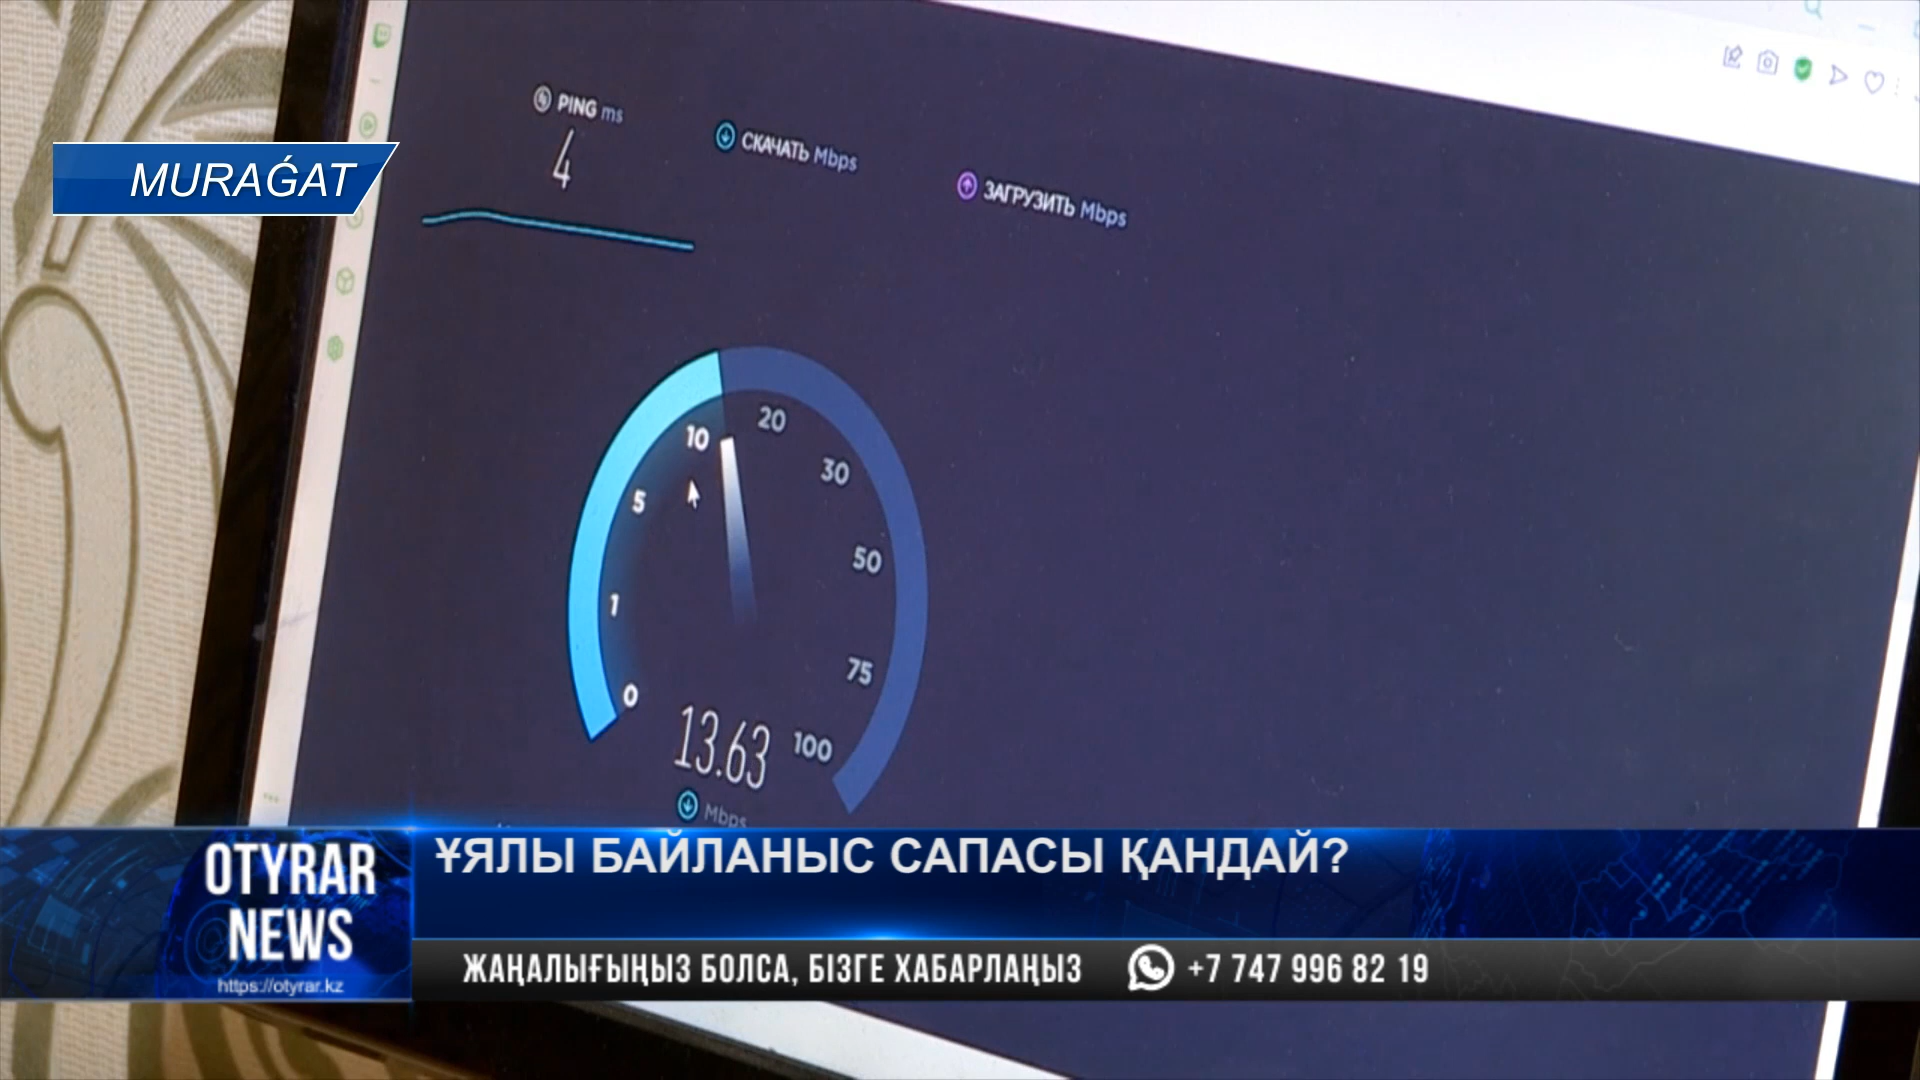 PING ms
4
СКАЧАТЬ Mbps
ЗАГРУЗИТЬ Mbps
MURAǴAT
0
1
5
10
20
30
50
75
100
13.63
Mbps
OTYRAR
NEWS
https://otyrar.kz
ҰЯЛЫ БАЙЛАНЫС САПАСЫ ҚАНДАЙ?
ЖАҢАЛЫҒЫҢЫЗ БОЛСА, БІЗГЕ ХАБАРЛАҢЫЗ +7 747 996 82 19